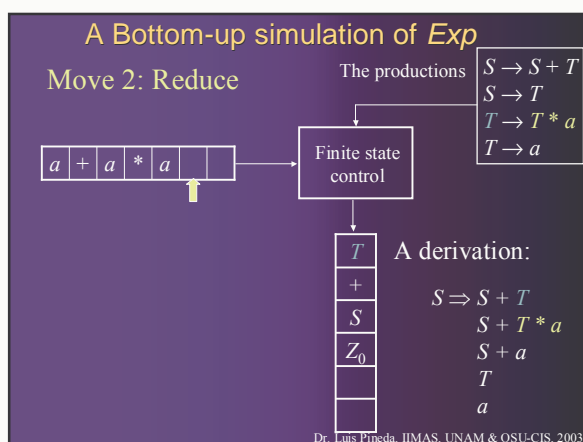 A Bottom-up simulation of Exp
Move 2: Reduce
The productions
S → S + T
S → T
T → T * a
T → a
a + a * a
Finite state
control
T
+
S
Z₀
A derivation:
S ⇒ S + T
S + T * a
S + a
T
a
Dr. Luis Pineda, IIMAS, UNAM & OSU-CIS, 2003